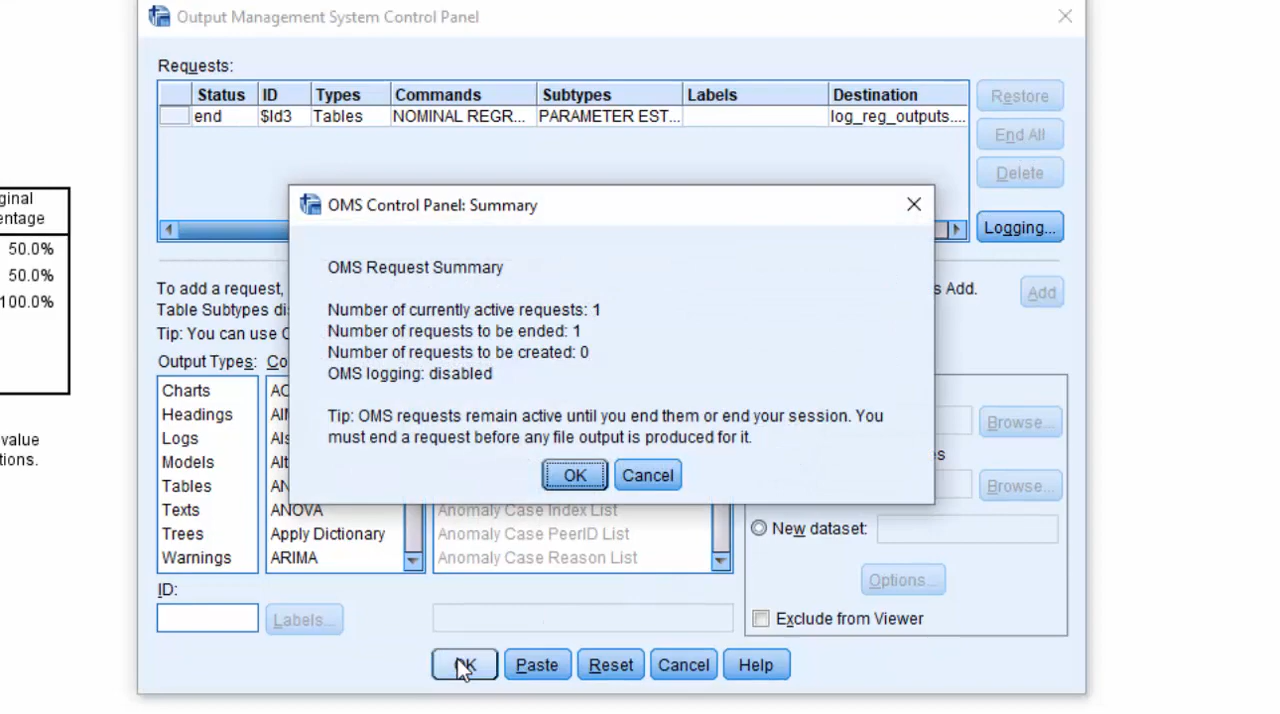 Output Management System Control Panel
Requests:
Status ID Types Commands Subtypes Labels Destination
end $Id3 Tables NOMINAL REGR... PARAMETER EST... log_reg_outputs....
Restore
End All
Delete
Logging...
OMS Control Panel: Summary
OMS Request Summary
Number of currently active requests: 1
Number of requests to be ended: 1
Number of requests to be created: 0
OMS logging: disabled
Tip: OMS requests remain active until you end them or end your session. You
must end a request before any file output is produced for it.
OK Cancel
ginal
entage
50.0%
50.0%
100.0%
value
tions.
To add a request, s Add.
Table Subtypes
Tip: You can use
Add
Output Types:
Charts
Headings
Logs
Models
Tables
Texts
Trees
Warnings
ANOVA
Apply Dictionary
ARIMA
Anomaly Case Index List
Anomaly Case PeerID List
Anomaly Case Reason List
Browse...
es
Browse...
New dataset:
Options...
Exclude from Viewer
ID:
Labels...
OK Paste Reset Cancel Help